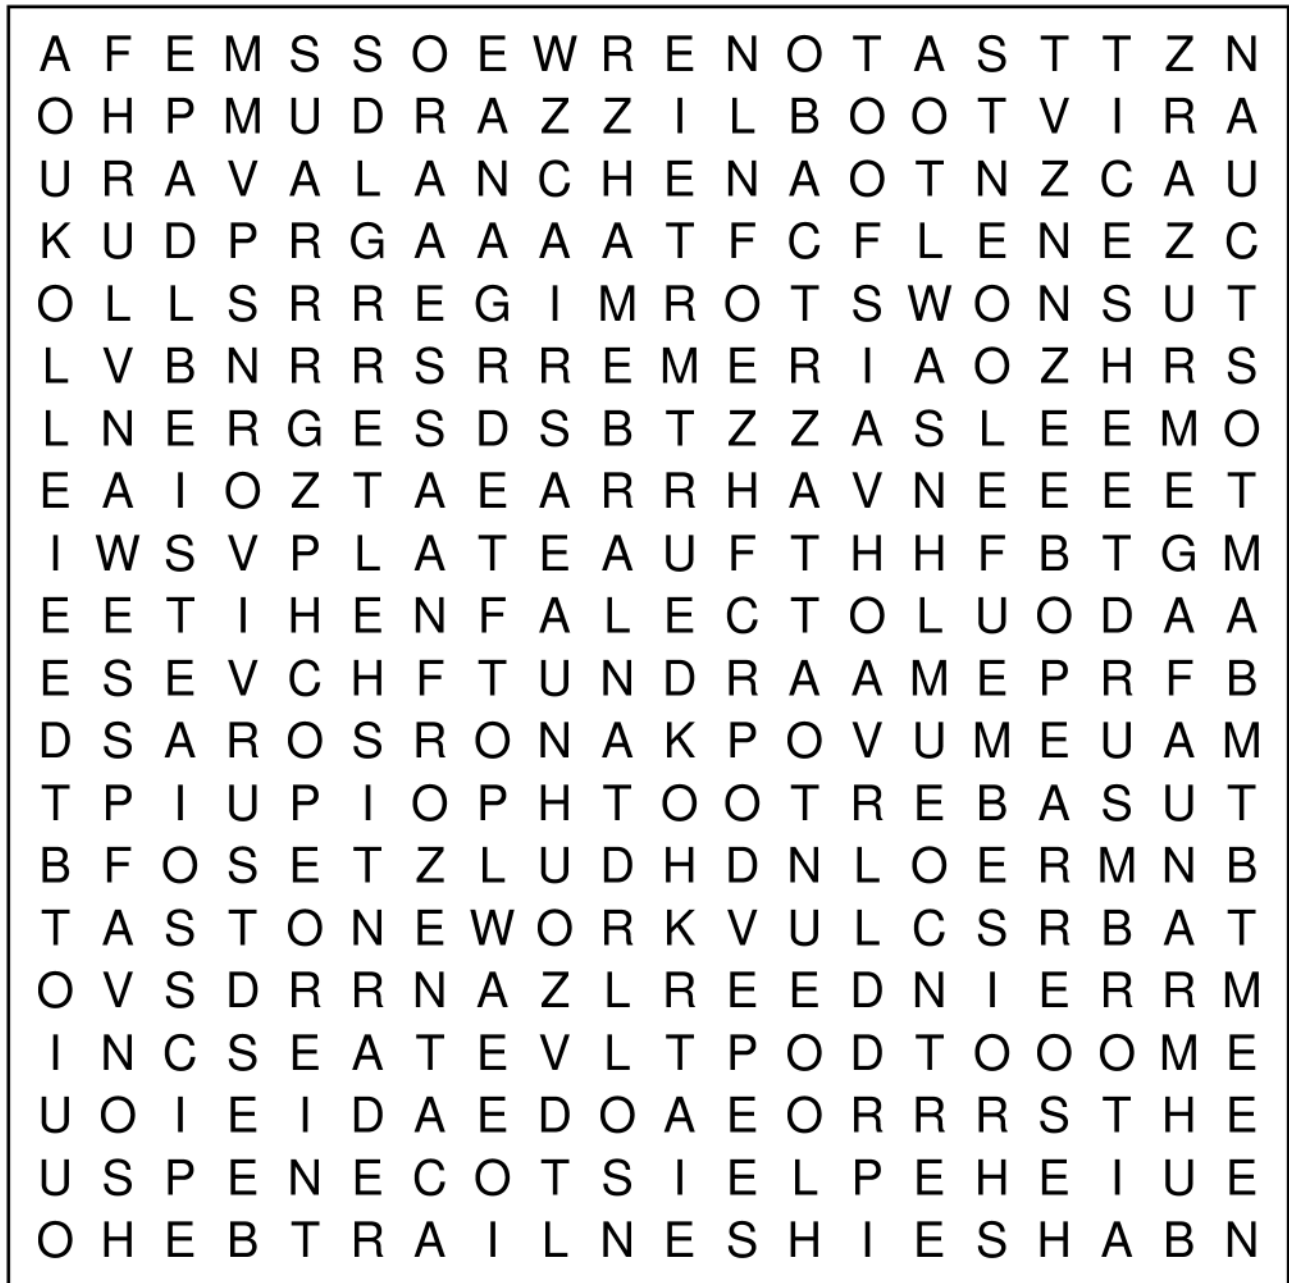 A F E M S S O E W R E N O T A S T T Z N
O H P M U D R A Z Z I L B O O T V I R A
U R A V A L A N C H E N A O T N Z C A U
K U D P R G A A A A T F C F L E N E Z C
O L L S R R E G I M R O T S W O N S U T
L V B N R R S R R E M E R I A O Z H R S
L N E R G E S D S B T Z Z A S L E E M O
E A I O Z T A E A R R H A V N E E E E T
I W S V P L A T E A U F T H H F B T G M
E E T I H E N F A L E C T O L U O D A A
E S E V C H F T U N D R A A M E P R F B
D S A R O S R O N A K P O V U M E U A M
T P I U P I O P H T O O T R E B A S U T
B F O S E T Z L U D H D N L O E R M N B
T A S T O N E W O R K V U L C S R B A T
O V S D R R N A Z L R E E D N I E R R M
I N C S E A T E V L T P O D T O O O M E
U O I E I D A E D O A E O R R R S T H E
U S P E N E C O T S I E L P E H E I U E
O H E B T R A I L N E S H I E S H A B N